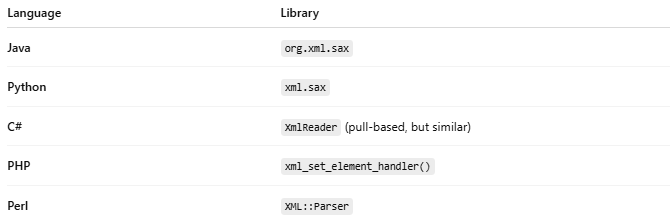 Language Library
Java org.xml.sax
Python xml.sax
C# XmlReader (pull-based, but similar)
PHP xml_set_element_handler()
Perl XML::Parser